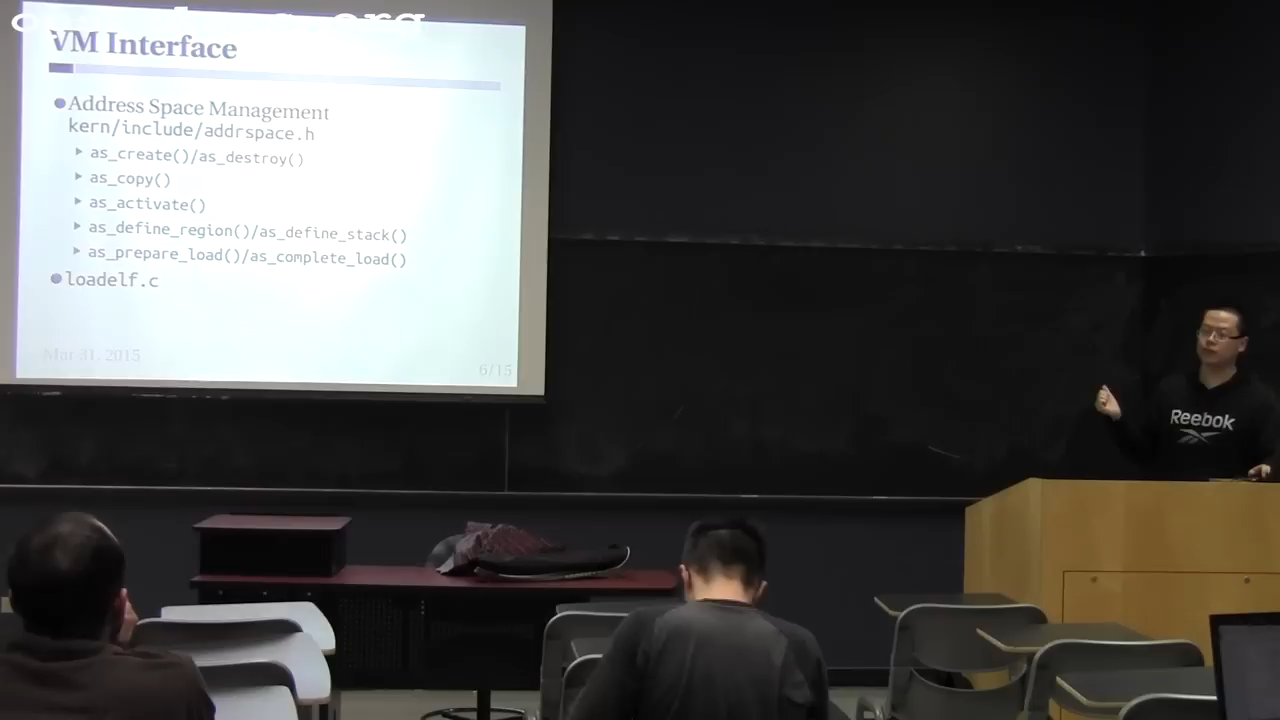 VM Interface
Address Space Management
kern/include/addrspace.h
as_create()/as_destroy()
as_copy()
as_activate()
as_define_region()/as_define_stack()
as_prepare_load()/as_complete_load()
loadelf.c
Mar 31, 2015
6/15
Reebok